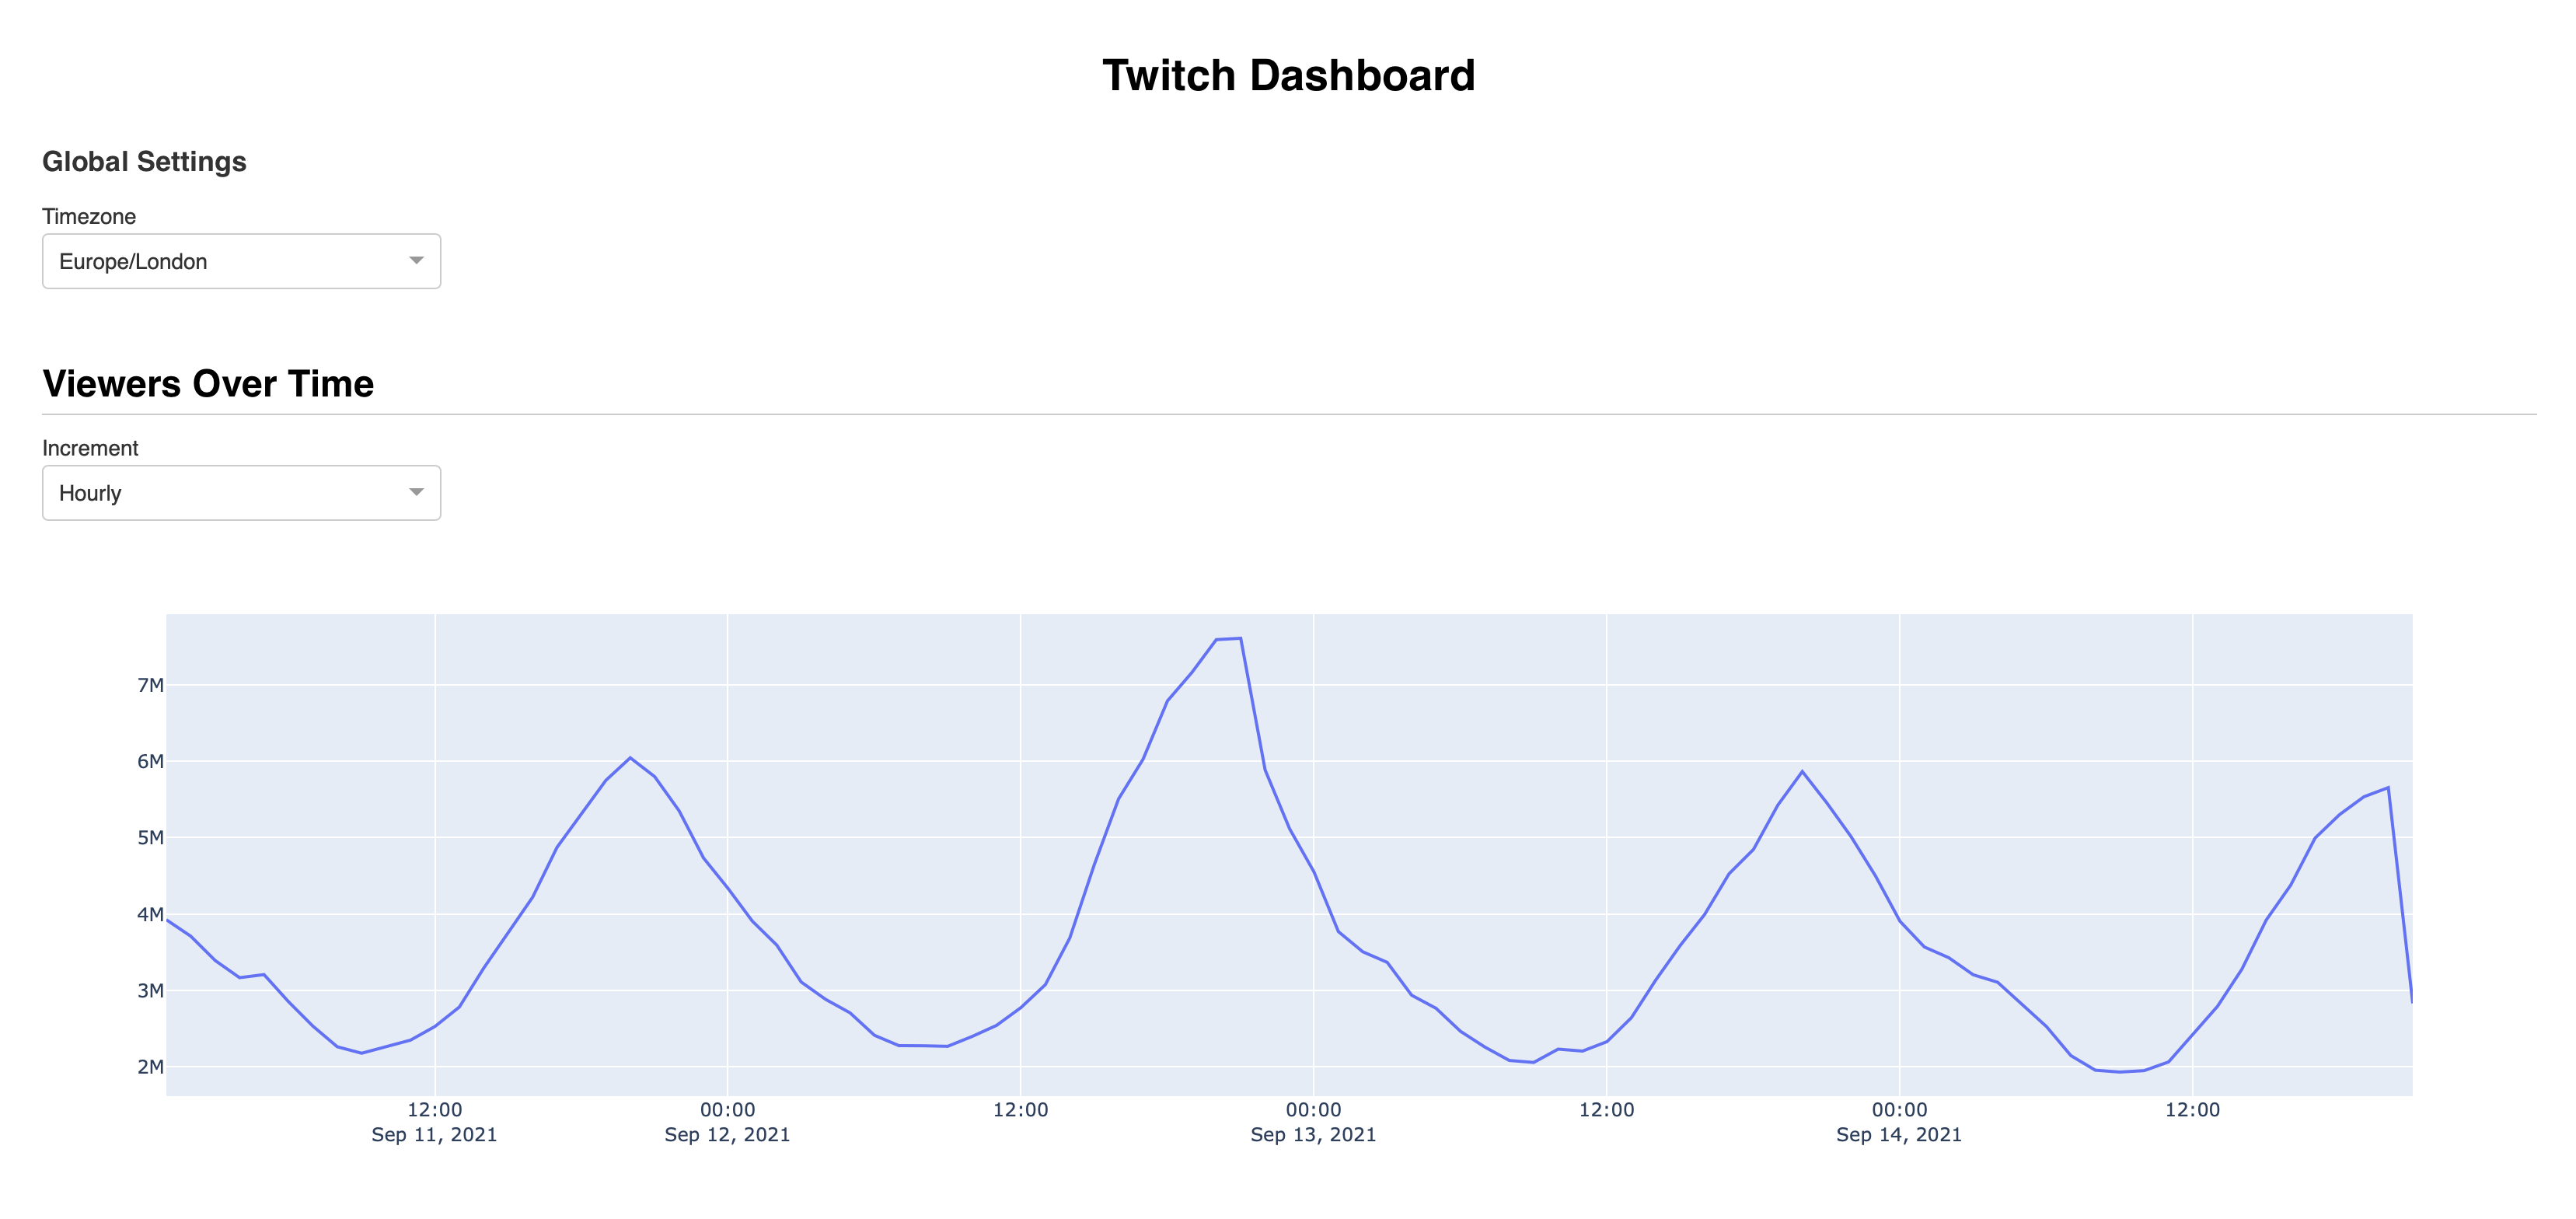 Twitch Dashboard
Global Settings
Timezone
Europe/London
Viewers Over Time
Increment
Hourly
7M
6M
5M
4M
3M
2M
12:00 00:00 12:00 00:00 12:00 00:00 12:00
Sep 11, 2021 Sep 12, 2021 Sep 13, 2021 Sep 14, 2021